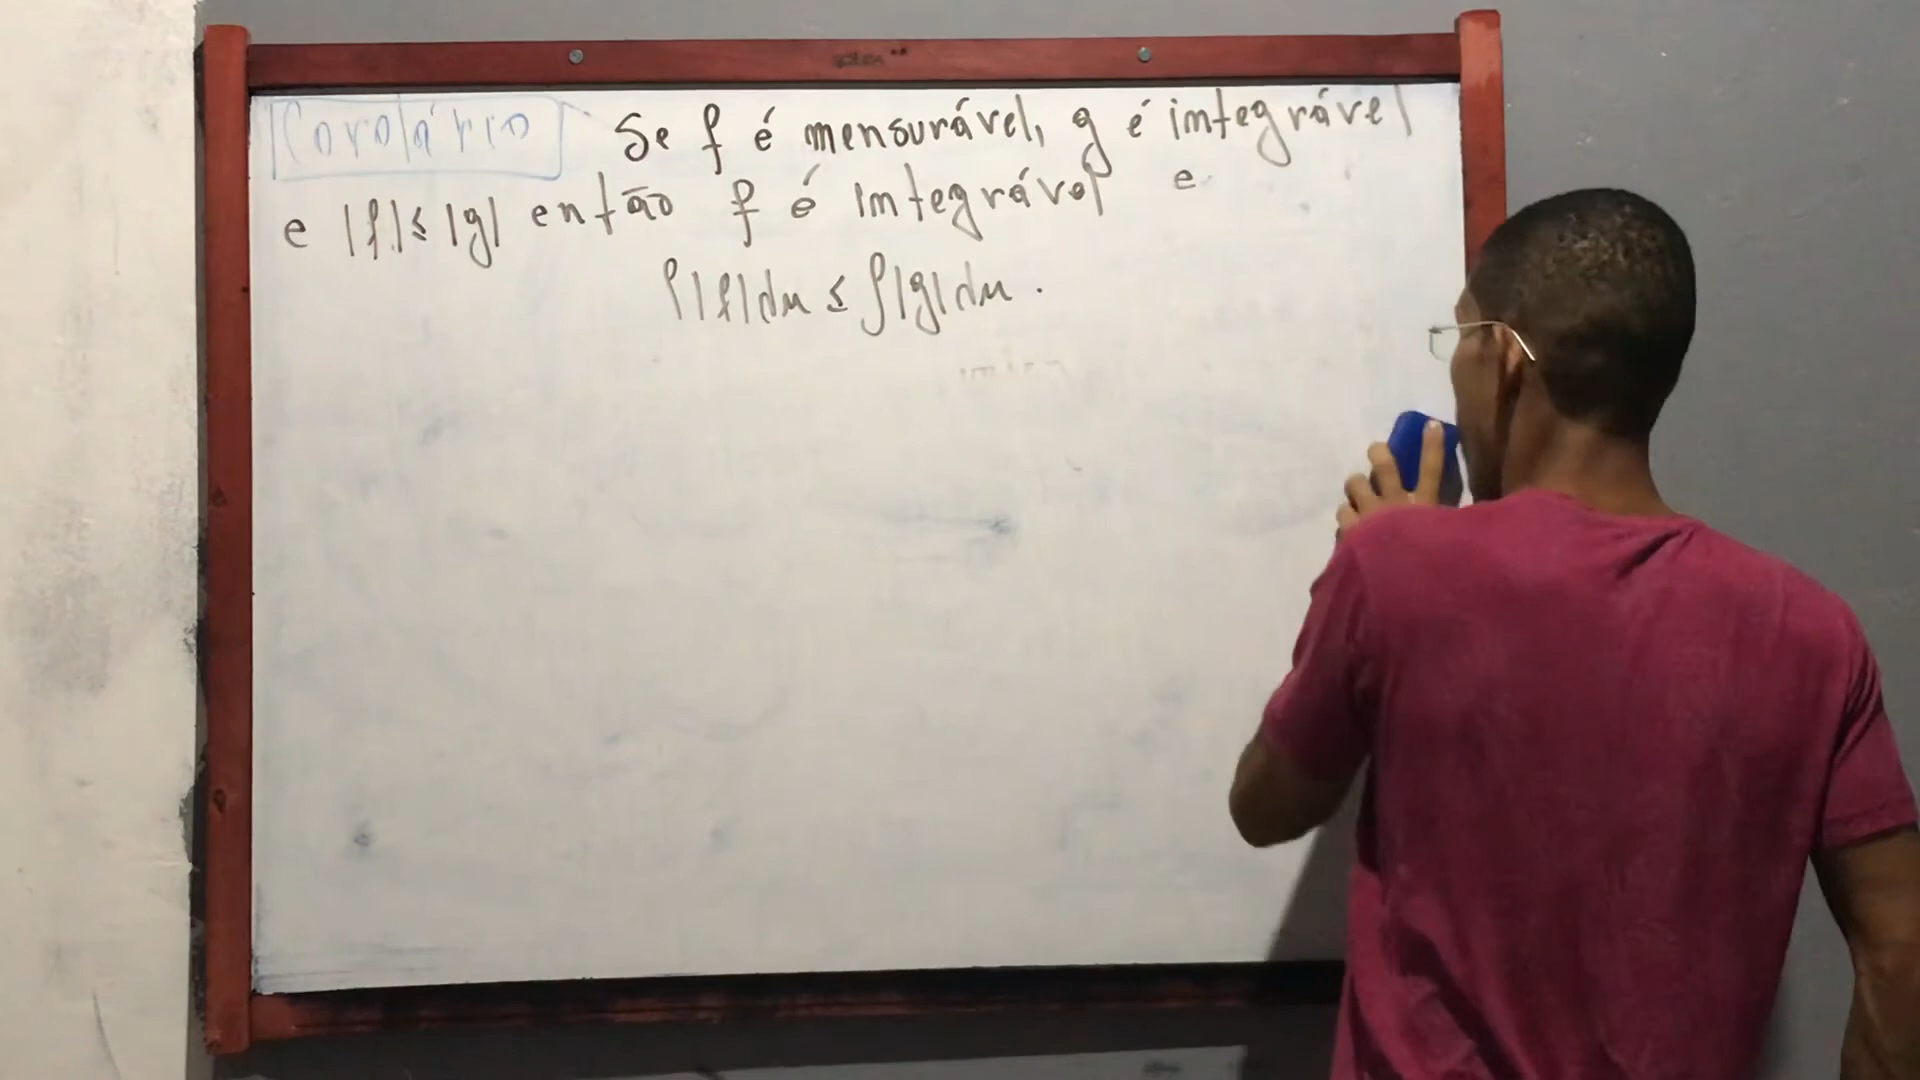 Corolário Se f é mensurável, g é integrável
e |f| ≤ |g| então f é integrável e
∫|f|dμ ≤ ∫|g|dμ.